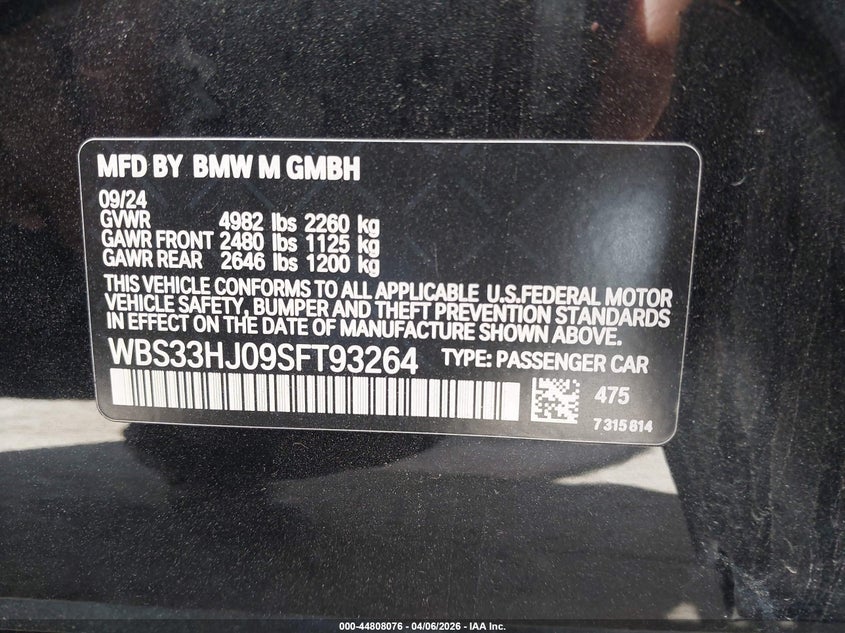 MFD BY BMW M GMBH
09/24
GVWR 4982 lbs 2260 kg
GAWR FRONT 2480 lbs 1125 kg
GAWR REAR 2646 lbs 1200 kg
THIS VEHICLE CONFORMS TO ALL APPLICABLE U.S.FEDERAL MOTOR
VEHICLE SAFETY, BUMPER AND THEFT PREVENTION STANDARDS
IN EFFECT ON THE DATE OF MANUFACTURE SHOWN ABOVE.
WBS33HJ09SFT93264 TYPE: PASSENGER CAR
475
7315814
000-44808076 - 04/06/2026 - IAA Inc.